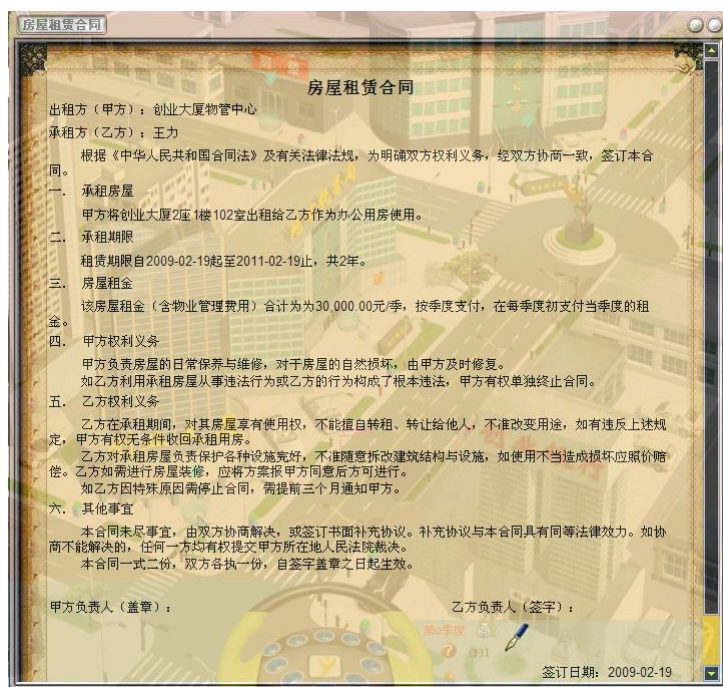 房屋租赁合同
房屋租赁合同
出租方（甲方）：创业大厦物管中心
承租方（乙方）：王力
根据《中华人民共和国合同法》及有关法律法规，为明确双方权利义务，经双方协商一致，签订本合
同。
一． 承租房屋
甲方将创业大厦2座1楼102室出租给乙方作为办公用房使用。
二． 承租期限
租赁期限自2009-02-19起至2011-02-19止，共2年。
三． 房屋租金
该房屋租金（含物业管理费用）合计为为30,000.00元/季，按季度支付，在每季度初支付当季度的租
金。
四． 甲方权利义务
甲方负责房屋的日常保养与维修，对于房屋的自然损坏，由甲方及时修复。
如乙方利用承租房屋从事违法行为或乙方的行为构成了根本违法，甲方有权单独终止合同。
五． 乙方权利义务
乙方在承租期间，对其房屋享有使用权，不能擅自转租、转让给他人，不准改变用途，如有违反上述规
定，甲方有权无条件收回承租用房。
乙方对承租房屋负责保护各种设施完好，不准随意拆改建筑结构与设施，如使用不当造成损坏应照价赔
偿。乙方如需进行房屋装修，应将方案报甲方同意后方可进行。
如乙方因特殊原因需停止合同，需提前三个月通知甲方。
六． 其他事宜
本合同未尽事宜，由双方协商解决，或签订书面补充协议。补充协议与本合同具有同等法律效力。如协
商不能解决的，任何一方均有权提交甲方所在地人民法院裁决。
本合同一式二份，双方各执一份，自签字盖章之日起生效。
甲方负责人（盖章）： 乙方负责人（签字）：
第0季度
签订日期：2009-02-19